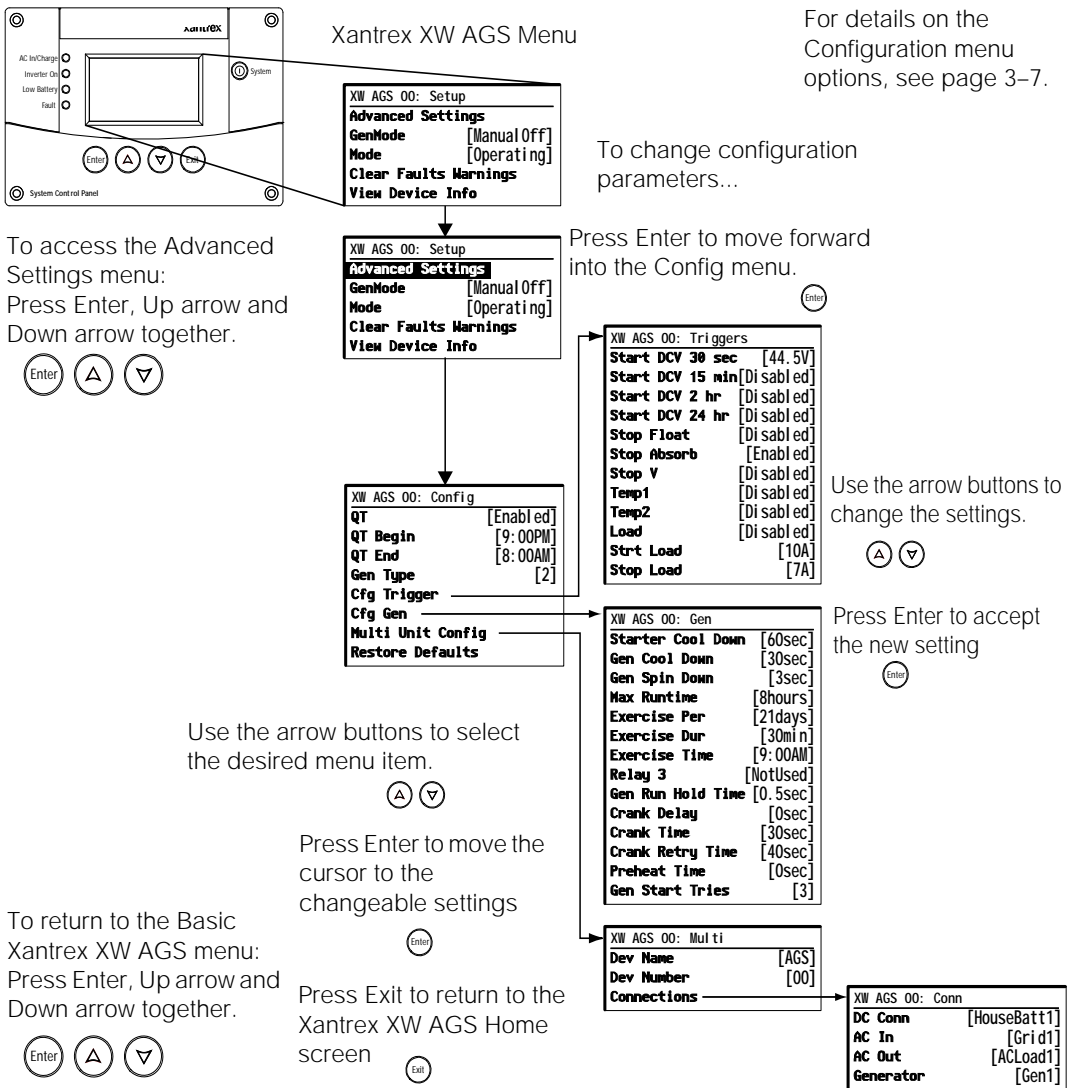 xantrex
AC In/Charge
Inverter On
Low Battery
Fault
System
Enter
Exit
System Control Panel
Xantrex XW AGS Menu
For details on the
Configuration menu
options, see page 3–7.
XW AGS 00: Setup
Advanced Settings
GenMode [ManualOff]
Mode [Operating]
Clear Faults Warnings
View Device Info
To change configuration
parameters...
To access the Advanced
Settings menu:
Press Enter, Up arrow and
Down arrow together.
Enter
XW AGS 00: Setup
Advanced Settings
GenMode [ManualOff]
Mode [Operating]
Clear Faults Warnings
View Device Info
Press Enter to move forward
into the Config menu.
Enter
XW AGS 00: Triggers
Start DCV 30 sec [44.5V]
Start DCV 15 min[Disabled]
Start DCV 2 hr [Disabled]
Start DCV 24 hr [Disabled]
Stop Float [Disabled]
Stop Absorb [Enabled]
Stop V [Disabled]
Temp1 [Disabled]
Temp2 [Disabled]
Load [Disabled]
Strt Load [10A]
Stop Load [7A]
Use the arrow buttons to
change the settings.
XW AGS 00: Config
QT [Enabled]
QT Begin [9:00PM]
QT End [8:00AM]
Gen Type [2]
Cfg Trigger
Cfg Gen
Multi Unit Config
Restore Defaults
XW AGS 00: Gen
Starter Cool Down [60sec]
Gen Cool Down [30sec]
Gen Spin Down [3sec]
Max Runtime [8hours]
Exercise Per [21days]
Exercise Dur [30min]
Exercise Time [9:00AM]
Relay 3 [NotUsed]
Gen Run Hold Time [0.5sec]
Crank Delay [0sec]
Crank Time [30sec]
Crank Retry Time [40sec]
Preheat Time [0sec]
Gen Start Tries [3]
Press Enter to accept
the new setting
Enter
Use the arrow buttons to select
the desired menu item.
Press Enter to move the
cursor to the
changeable settings
Enter
To return to the Basic
Xantrex XW AGS menu:
Press Enter, Up arrow and
Down arrow together.
Enter
Press Exit to return to the
Xantrex XW AGS Home
screen
Exit
XW AGS 00: Multi
Dev Name [AGS]
Dev Number [00]
Connections
XW AGS 00: Conn
DC Conn [HouseBatt1]
AC In [Grid1]
AC Out [ACLoad1]
Generator [Gen1]